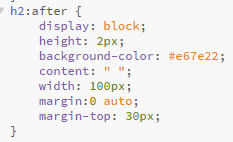 h2:after {
    display: block;
    height: 2px;
    background-color: #e67e22;
    content: " ";
    width: 100px;
    margin:0 auto;
    margin-top: 30px;
}